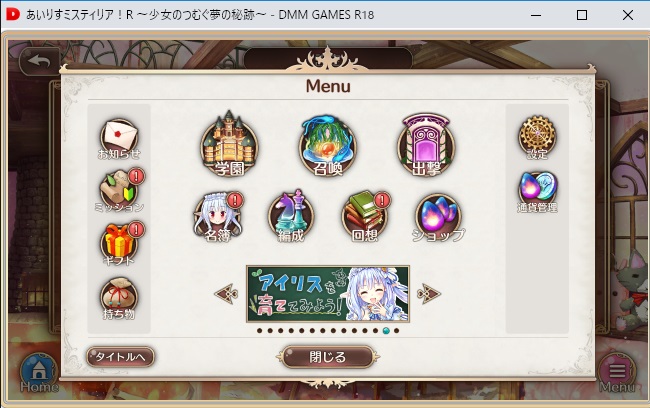 あいりすミスティリア！R ～少女のつむぐ夢の秘跡～ - DMM GAMES R18
Menu
お知らせ
ミッション
ギフト
持ち物
学園
召喚
出撃
名簿
編成
回想
ショップ
設定
通貨管理
アイリスを
育ててみよう！
タイトルへ
閉じる
Home
Menu